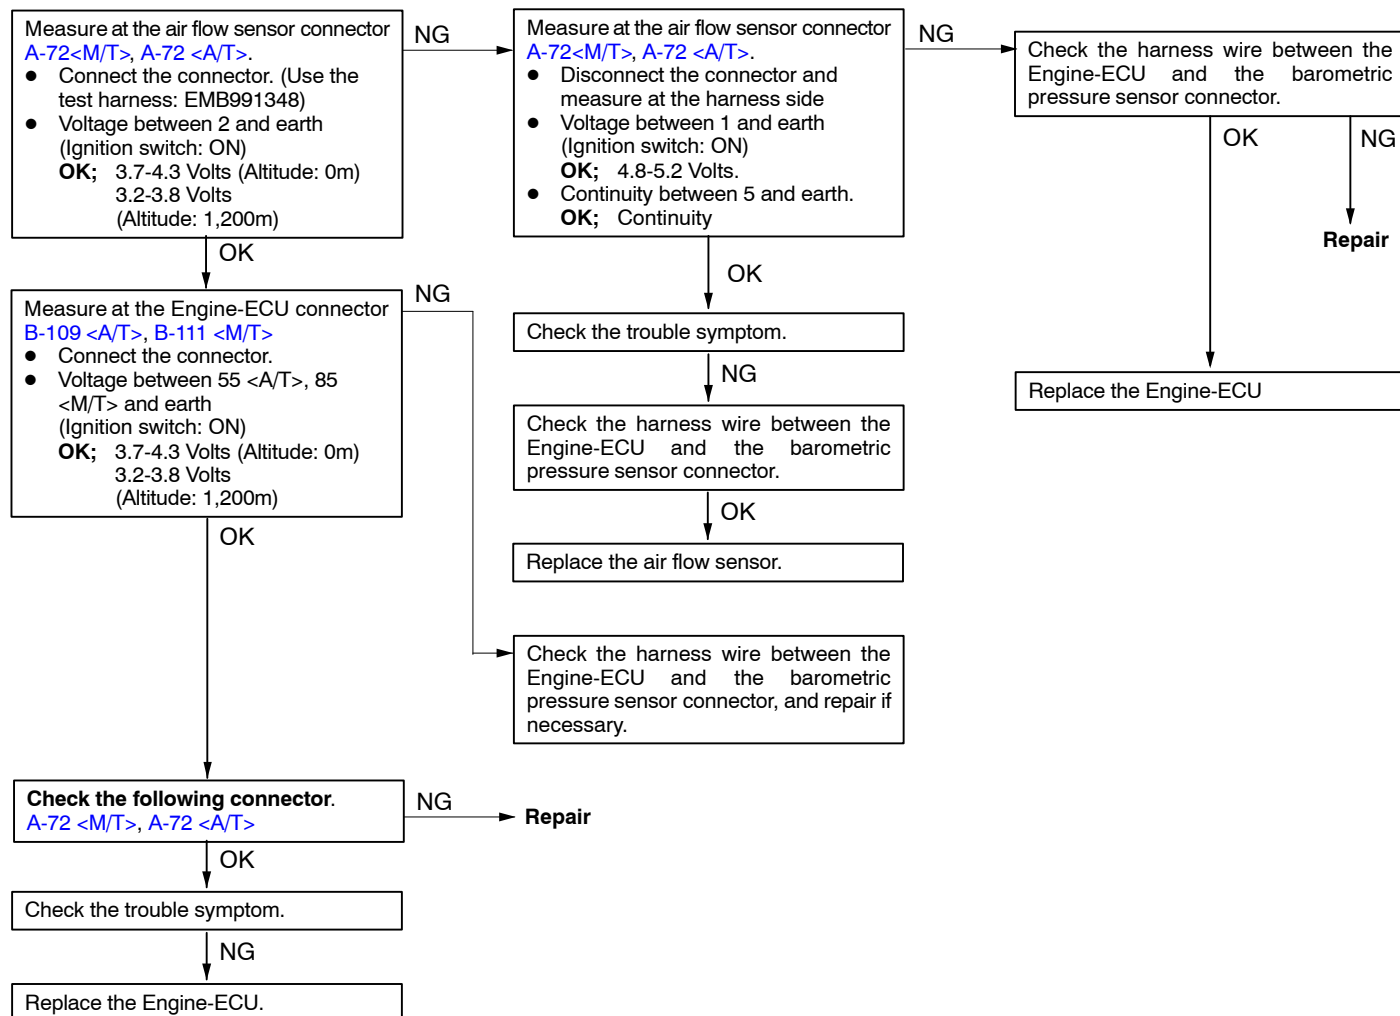 Measure at the air flow sensor connector
A-72<M/T>, A-72 <A/T>.
● Connect the connector. (Use the
test harness: EMB991348)
● Voltage between 2 and earth
(Ignition switch: ON)
OK; 3.7-4.3 Volts (Altitude: 0m)
3.2-3.8 Volts
(Altitude: 1,200m)
NG
OK
Measure at the air flow sensor connector
A-72<M/T>, A-72 <A/T>.
● Disconnect the connector and
measure at the harness side
● Voltage between 1 and earth
(Ignition switch: ON)
OK; 4.8-5.2 Volts.
● Continuity between 5 and earth.
OK; Continuity
NG
OK
Check the harness wire between the
Engine-ECU and the barometric
pressure sensor connector.
OK
NG
Repair
Replace the Engine-ECU
Measure at the Engine-ECU connector
B-109 <A/T>, B-111 <M/T>
● Connect the connector.
● Voltage between 55 <A/T>, 85
<M/T> and earth
(Ignition switch: ON)
OK; 3.7-4.3 Volts (Altitude: 0m)
3.2-3.8 Volts
(Altitude: 1,200m)
NG
OK
Check the trouble symptom.
NG
Check the harness wire between the
Engine-ECU and the barometric
pressure sensor connector.
OK
Replace the air flow sensor.
Check the harness wire between the
Engine-ECU and the barometric
pressure sensor connector, and repair if
necessary.
Check the following connector.
A-72 <M/T>, A-72 <A/T>
NG
Repair
OK
Check the trouble symptom.
NG
Replace the Engine-ECU.